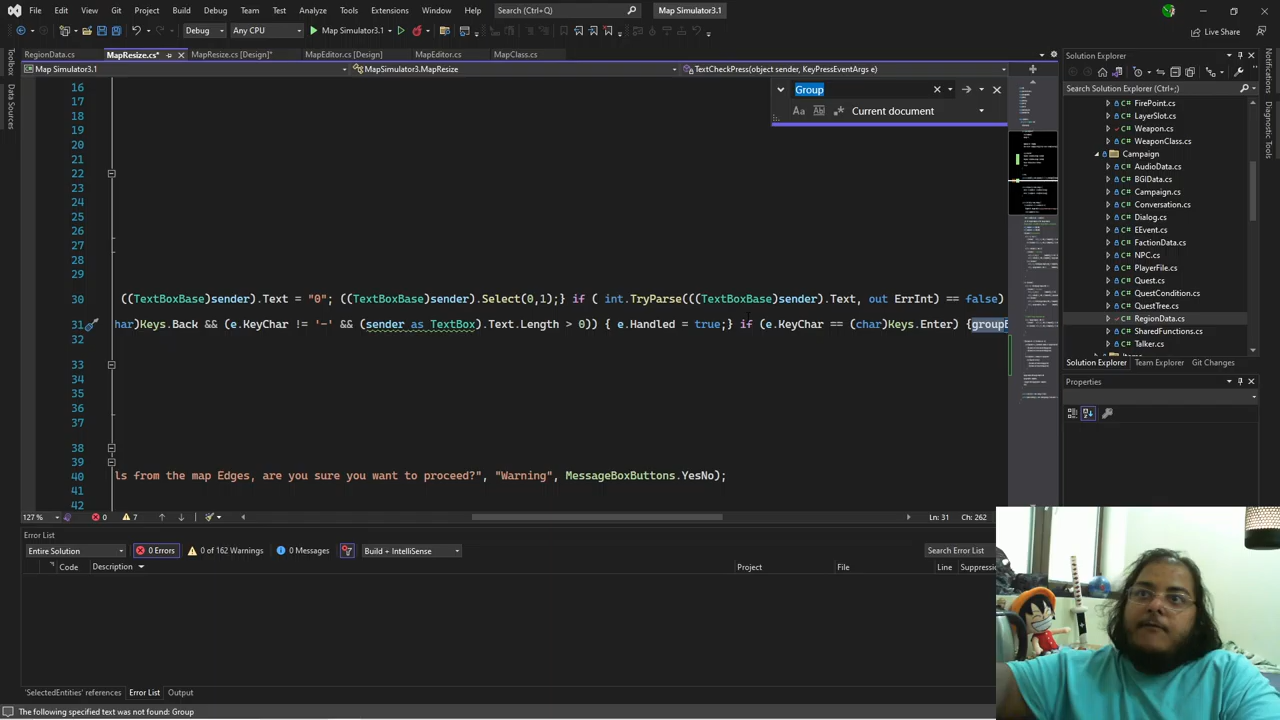 File Edit View Git Project Build Debug Test Analyze Tools Extensions Window Help Search (Ctrl+Q) Map Simulator3.1
Debug Any CPU Map Simulator3.1 Live Share
RegionData.cs MapResize.cs* MapResize.cs [Design]* MapEditor.cs [Design] MapEditor.cs MapClass.cs
Map Simulator3.1 MapSimulator3.MapResize TextCheckPress(object sender, KeyPressEventArgs e)
Toolbox
Data Sources
Group
Aa Ab Current document
16
17
18
19
20
21
22
23
24
25
26
27
28
29
30 ((TextBoxBase)sender).Text = "0"; ((TextBoxBase)sender).Select(0,1);} if ( int.TryParse(((TextBoxBase)sender).Text, out ErrInt) == false)
31 har)Keys.Back && (e.KeyChar != '-' && (sender as TextBox).Text.Length > 0)) { e.Handled = true;} if (e.KeyChar == (char)Keys.Enter) {group
32
33
34
35
36
37
38
39
40 ls from the map Edges, are you sure you want to proceed?", "Warning", MessageBoxButtons.YesNo);
41
42
127 % 0 7 Ln: 31 Ch: 262
Error List
Entire Solution 0 Errors 0 of 162 Warnings 0 Messages Build + IntelliSense Search Error List
Code Description Project File Line Suppressi
'SelectedEntities' references Error List Output
The following specified text was not found: Group
Solution Explorer
Search Solution Explorer (Ctrl+;)
FirePoint.cs
LayerSlot.cs
Weapon.cs
WeaponClass.cs
Campaign
AudioData.cs
BGIData.cs
Campaign.cs
Conversation.cs
Dialog.cs
EEvent.cs
FactionData.cs
NPC.cs
PlayerFile.cs
Quest.cs
QuestCondition.cs
QuestInfo.cs
RegionData.cs
SharedFunctions.cs
Talker.cs
Solution Explorer Team Explorer Git Changes
Properties
Notifications
Diagnostic Tools